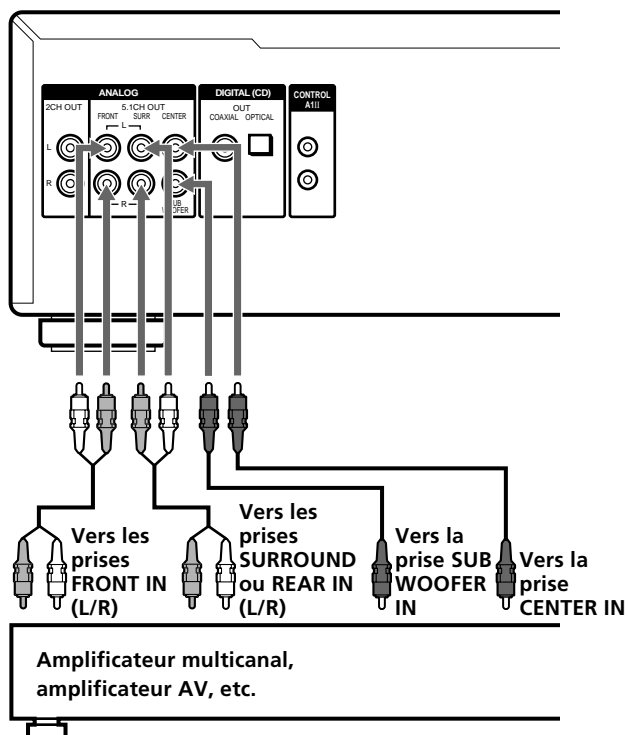 ANALOG
DIGITAL (CD)
CONTROL
A1II
2CH OUT
5.1CH OUT
FRONT SURR CENTER
OUT
COAXIAL OPTICAL
L
L
R
R
WOOFER
Vers les
prises
FRONT IN
(L/R)
Vers les
prises
SURROUND
ou REAR IN
(L/R)
Vers la
prise SUB
WOOFER
IN
Vers la
prise
CENTER IN
Amplificateur multicanal,
amplificateur AV, etc.